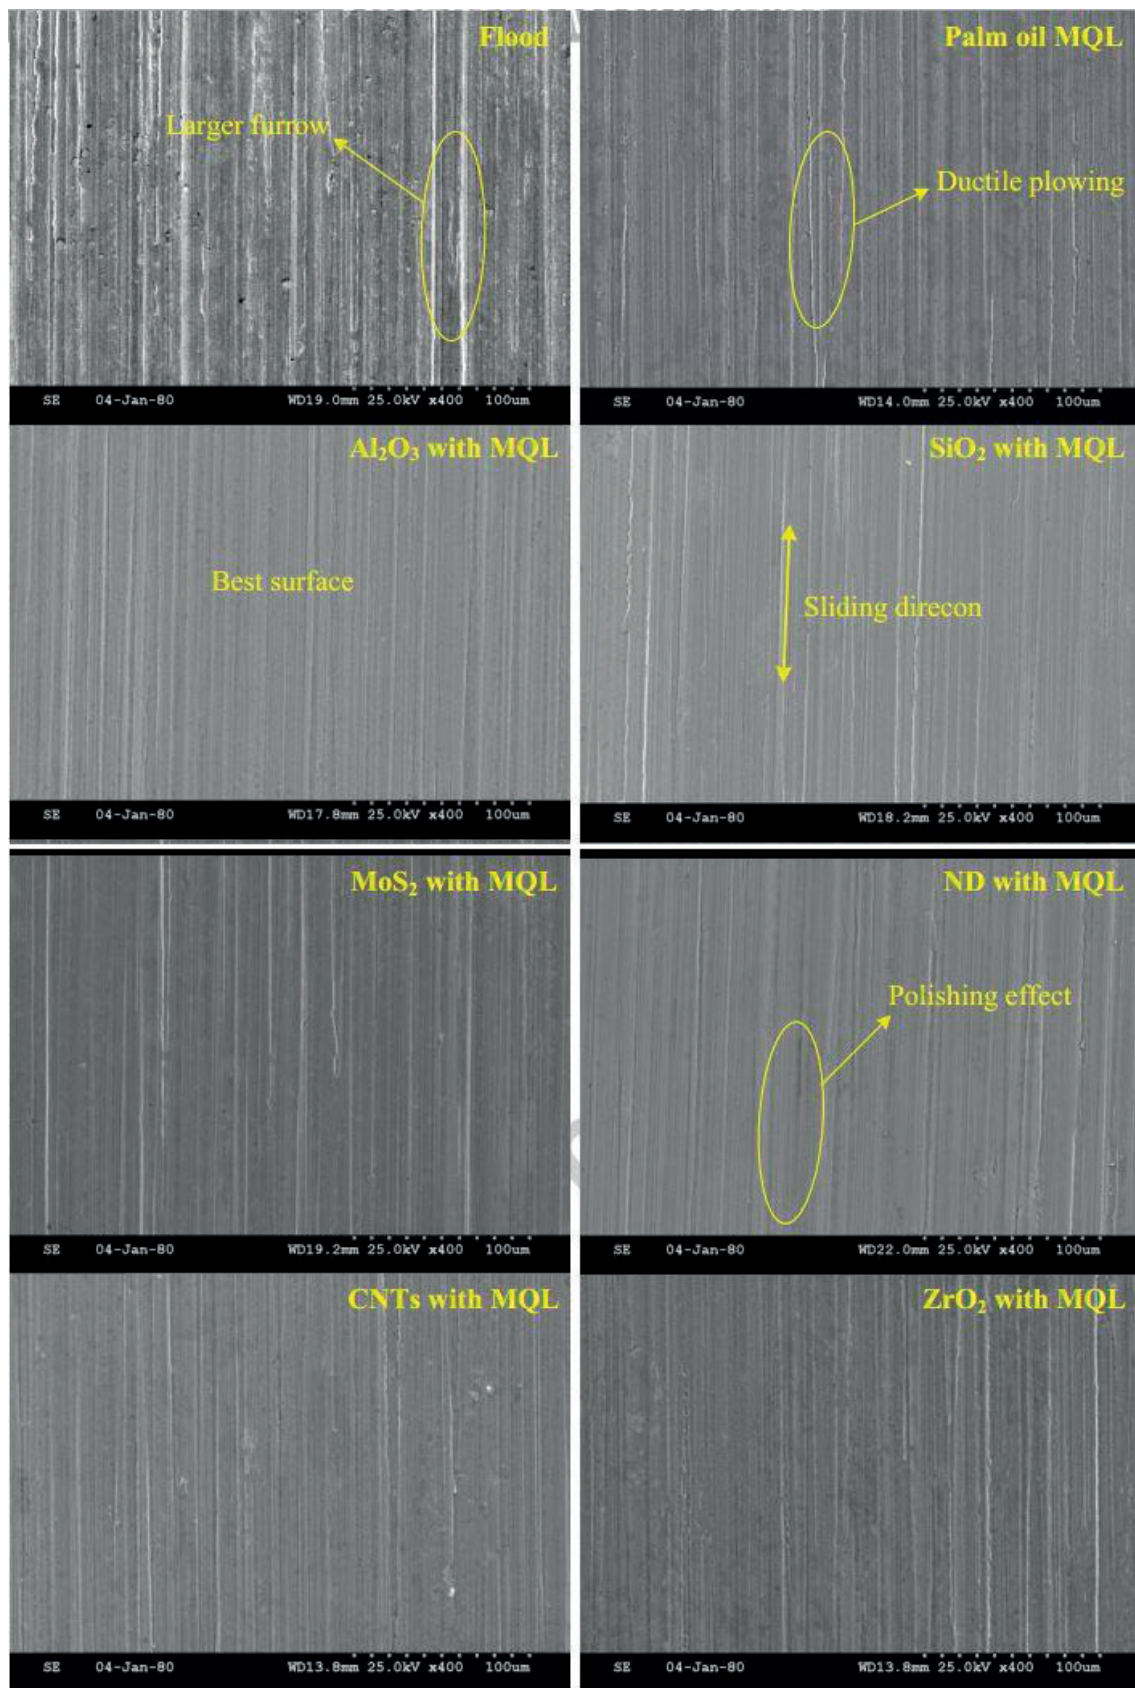 Flood
Larger furrow
SE 04-Jan-80 WD19.0mm 25.0kV x400 100um
Palm oil MQL
Ductile plowing
SE 04-Jan-80 WD14.0mm 25.0kV x400 100um
Al₂O₃ with MQL
Best surface
SE 04-Jan-80 WD17.8mm 25.0kV x400 100um
SiO₂ with MQL
Sliding direcon
SE 04-Jan-80 WD18.2mm 25.0kV x400 100um
MoS₂ with MQL
SE 04-Jan-80 WD19.2mm 25.0kV x400 100um
ND with MQL
Polishing effect
SE 04-Jan-80 WD22.0mm 25.0kV x400 100um
CNTs with MQL
SE 04-Jan-80 WD13.8mm 25.0kV x400 100um
ZrO₂ with MQL
SE 04-Jan-80 WD13.8mm 25.0kV x400 100um